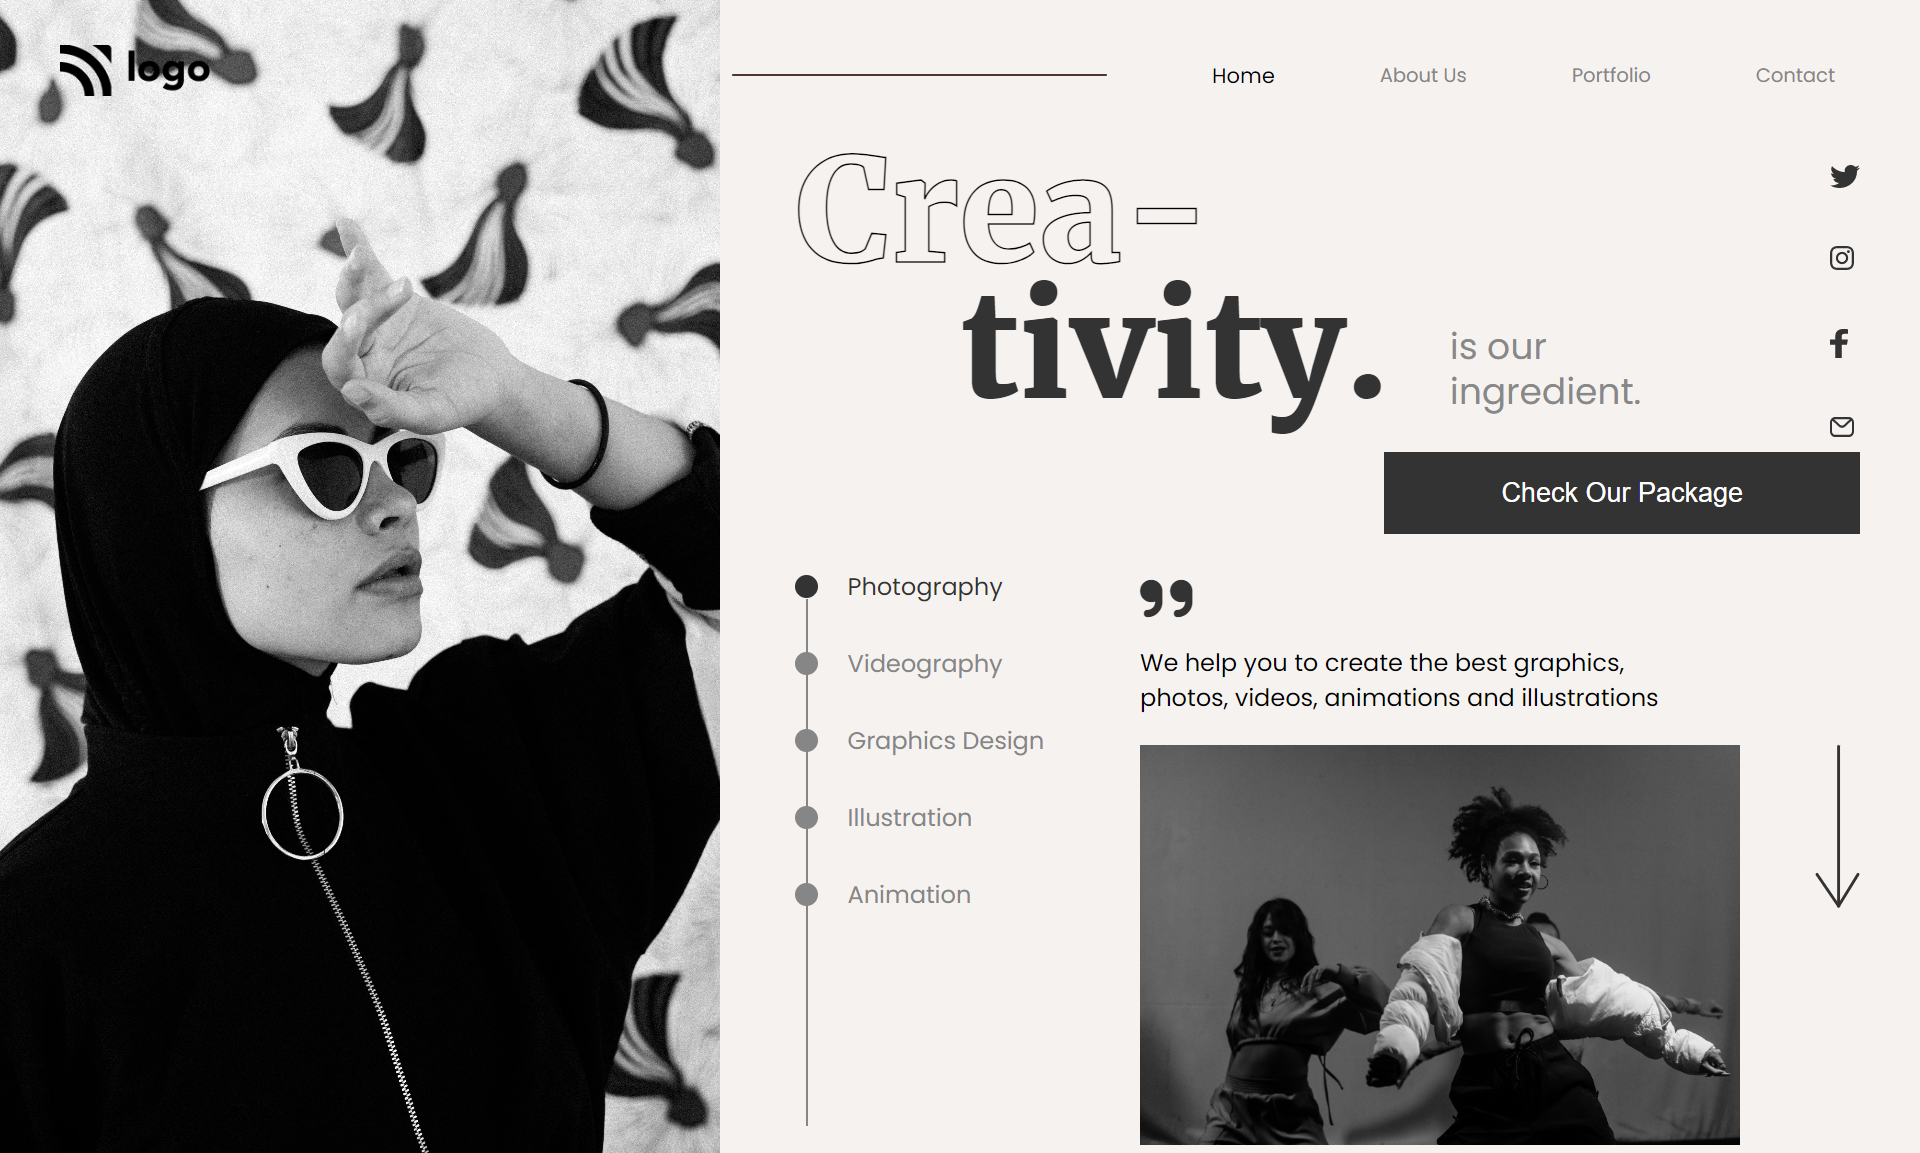 logo
Home
About Us
Portfolio
Contact
Crea-
tivity.
is our
ingredient.
Check Our Package
Photography
Videography
Graphics Design
Illustration
Animation
We help you to create the best graphics,
photos, videos, animations and illustrations